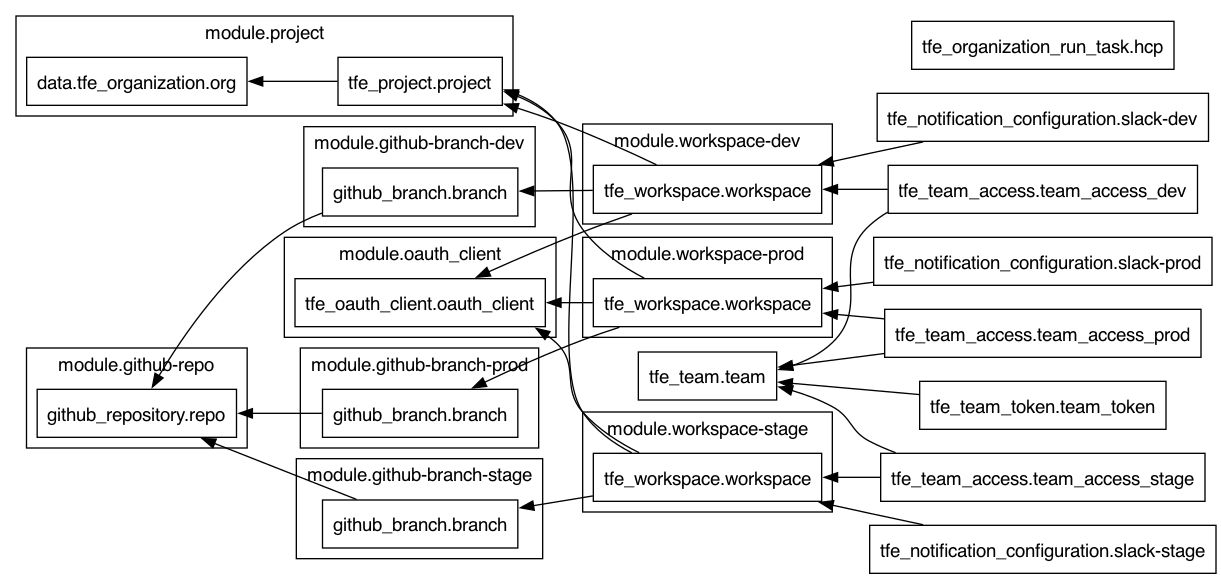 module.project
data.tfe_organization.org
tfe_project.project
tfe_organization_run_task.hcp
tfe_notification_configuration.slack-dev
module.github-branch-dev
github_branch.branch
module.workspace-dev
tfe_workspace.workspace
tfe_team_access.team_access_dev
module.oauth_client
tfe_oauth_client.oauth_client
module.workspace-prod
tfe_workspace.workspace
tfe_notification_configuration.slack-prod
tfe_team_access.team_access_prod
module.github-repo
github_repository.repo
module.github-branch-prod
github_branch.branch
tfe_team.team
tfe_team_token.team_token
module.workspace-stage
tfe_workspace.workspace
tfe_team_access.team_access_stage
module.github-branch-stage
github_branch.branch
tfe_notification_configuration.slack-stage